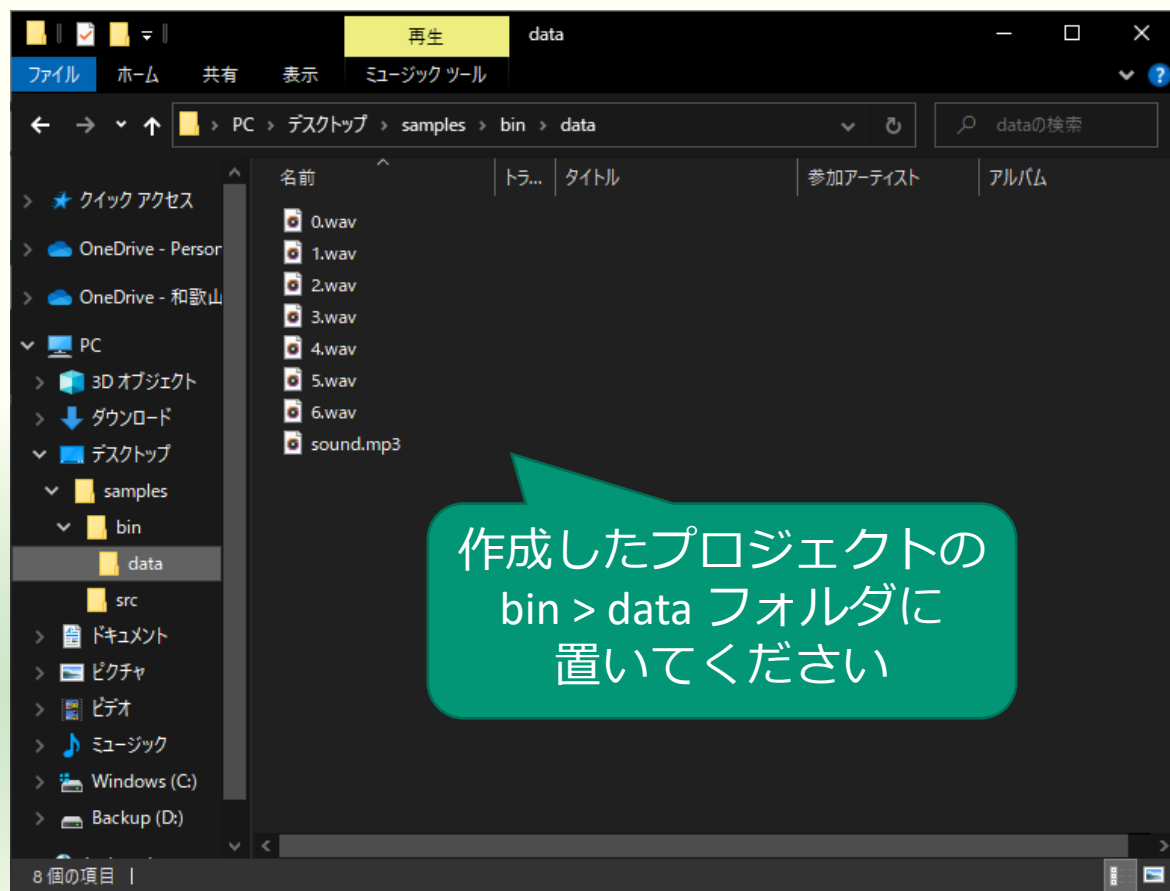 再生
data
ファイル
ホーム
共有
表示
ミュージック ツール
PC > デスクトップ > samples > bin > data
dataの検索
名前
トラ...
タイトル
参加アーティスト
アルバム
クイック アクセス
OneDrive - Person
OneDrive - 和歌山
PC
3D オブジェクト
ダウンロード
デスクトップ
samples
bin
data
src
ドキュメント
ピクチャ
ビデオ
ミュージック
Windows (C:)
Backup (D:)
0.wav
1.wav
2.wav
3.wav
4.wav
5.wav
6.wav
sound.mp3
作成したプロジェクトの
bin > data フォルダに
置いてください
8 個の項目